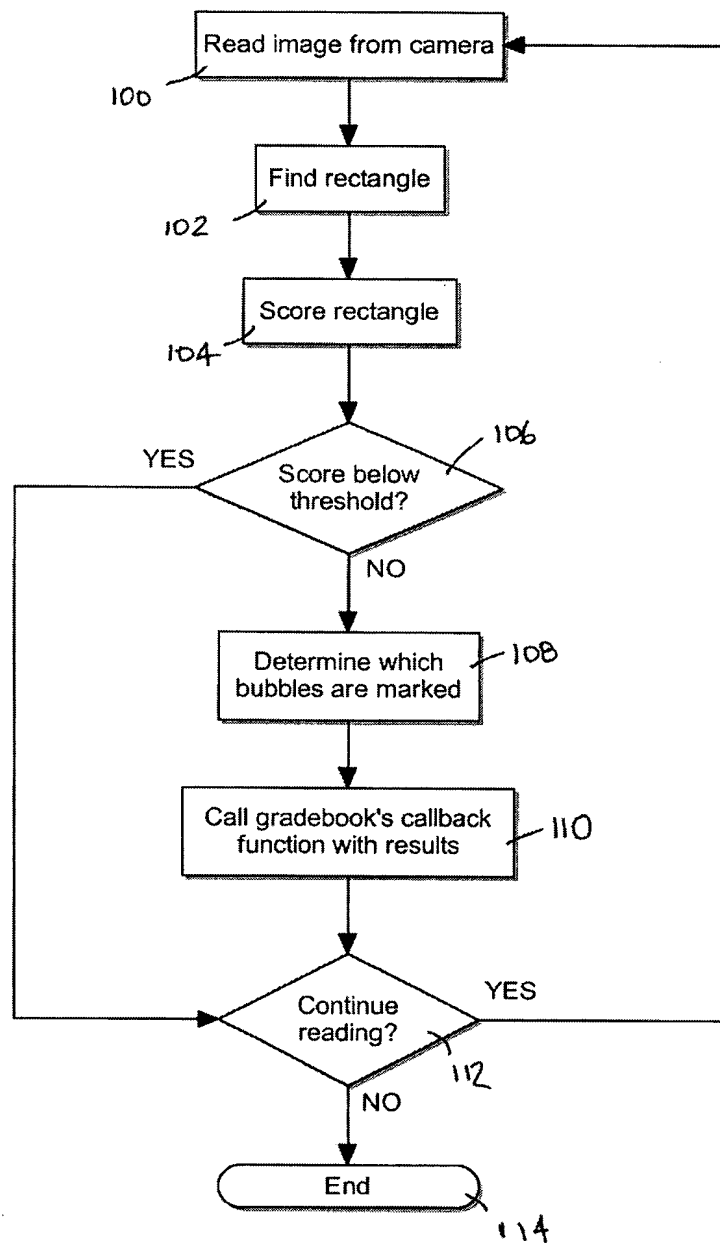 Read image from camera
100
Find rectangle
102
Score rectangle
104
106
YES
Score below
threshold?
NO
Determine which
bubbles are marked
108
Call gradebook's callback
function with results
110
Continue
reading?
YES
112
NO
End
114